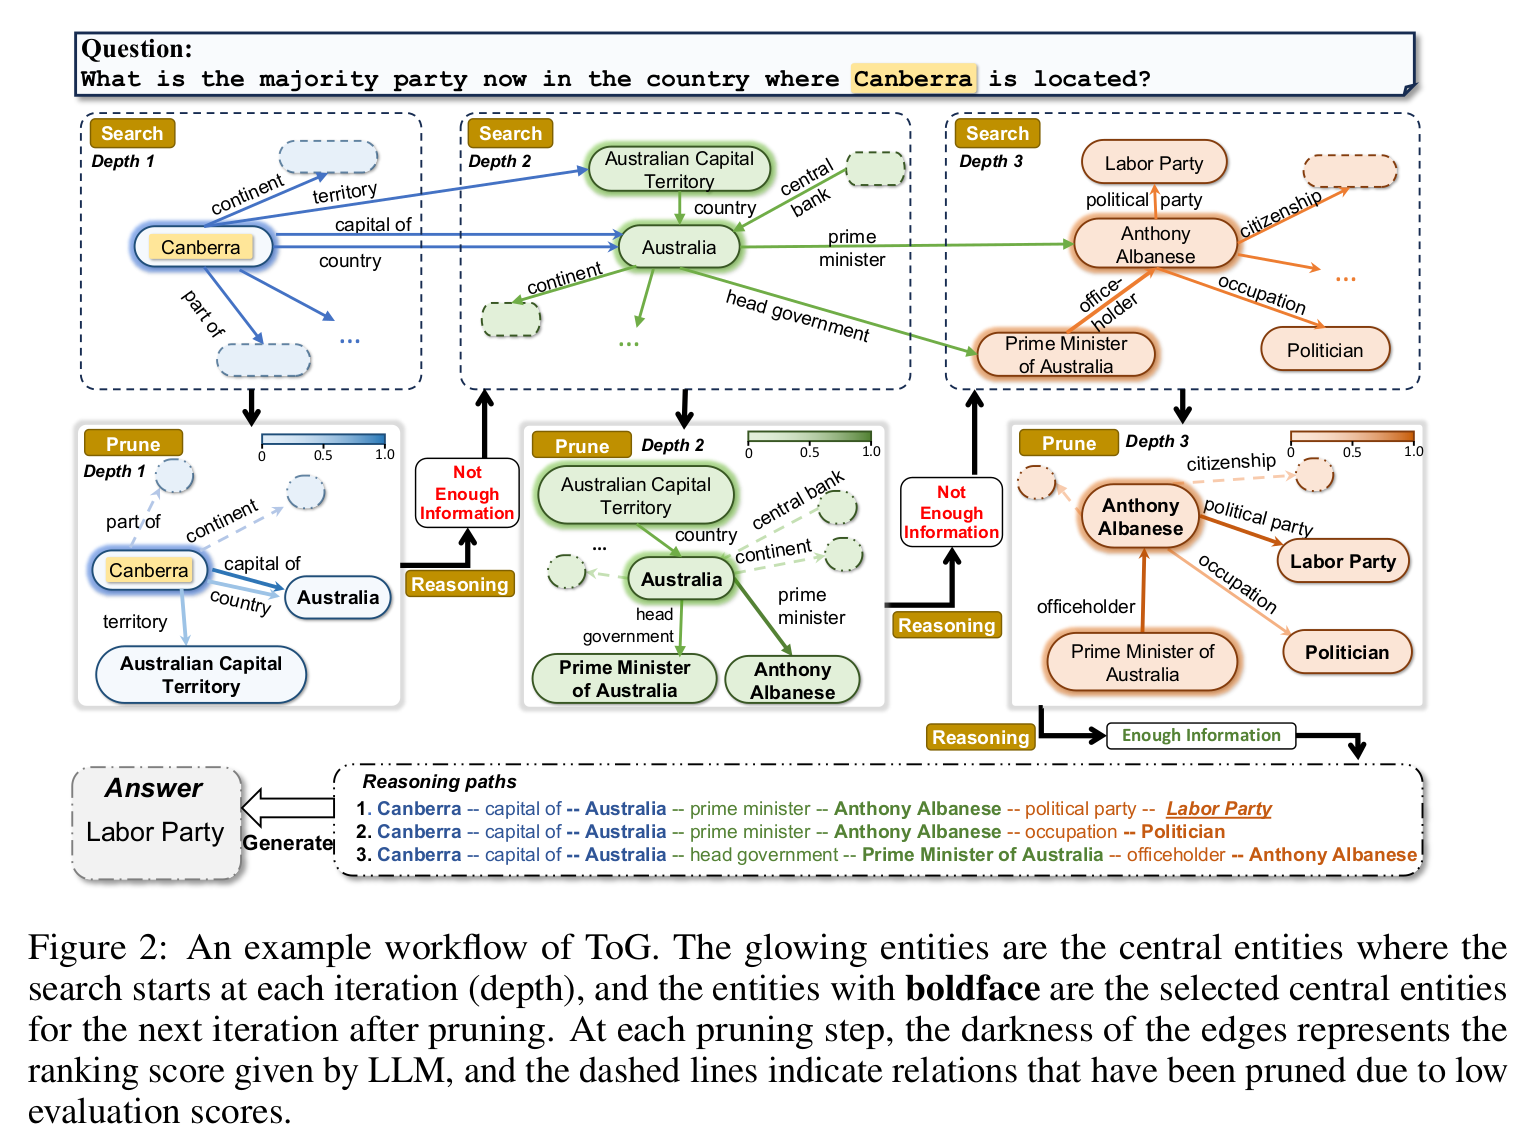 Question:
What is the majority party now in the country where Canberra is located?
Search
Depth 1
continent
territory
capital of
Canberra
country
part of
...
Search
Depth 2
Australian Capital
Territory
central
bank
country
Australia
prime
minister
continent
head government
...
Search
Depth 3
Labor Party
political party
citizenship
Anthony
Albanese
...
office-
holder
occupation
Prime Minister
of Australia
Politician
Prune
Depth 1
0 0.5 1.0
part of
continent
Canberra
capital of
country
Australia
territory
Australian Capital
Territory
Not
Enough
Information
Reasoning
Prune
Depth 2
0 0.5 1.0
Australian Capital
Territory
central bank
country
...
continent
Australia
head
government
prime
minister
Prime Minister
of Australia
Anthony
Albanese
Not
Enough
Information
Reasoning
Prune
Depth 3
0 0.5 1.0
citizenship
Anthony
Albanese
political party
Labor Party
occupation
officeholder
Prime Minister of
Australia
Politician
Reasoning
Enough Information
Answer
Labor Party
Generate
Reasoning paths
1. Canberra -- capital of -- Australia -- prime minister -- Anthony Albanese -- political party -- Labor Party
2. Canberra -- capital of -- Australia -- prime minister -- Anthony Albanese -- occupation -- Politician
3. Canberra -- capital of -- Australia -- head government -- Prime Minister of Australia -- officeholder -- Anthony Albanese
Figure 2: An example workflow of ToG. The glowing entities are the central entities where the
search starts at each iteration (depth), and the entities with boldface are the selected central entities
for the next iteration after pruning. At each pruning step, the darkness of the edges represents the
ranking score given by LLM, and the dashed lines indicate relations that have been pruned due to low
evaluation scores.